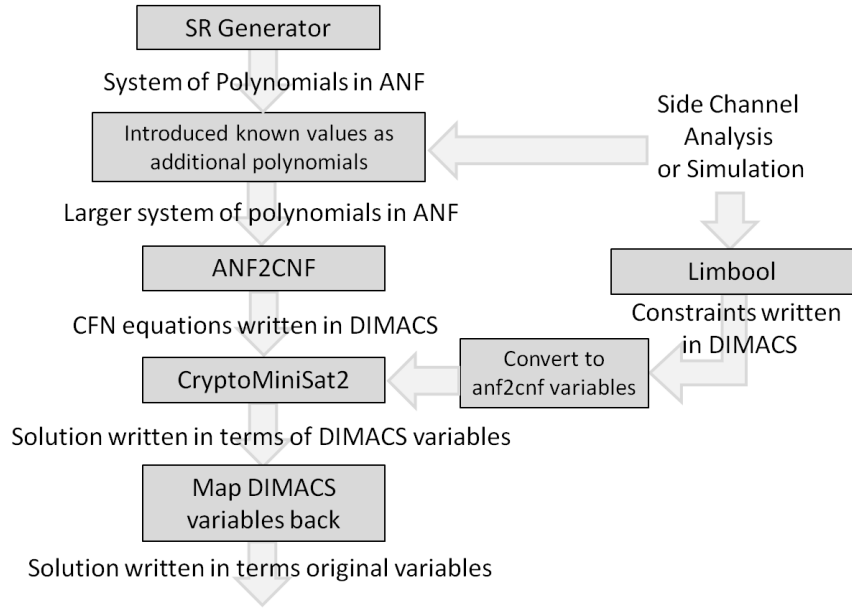 SR Generator
System of Polynomials in ANF
Introduced known values as
additional polynomials
Side Channel
Analysis
or Simulation
Larger system of polynomials in ANF
ANF2CNF
Limbool
CFN equations written in DIMACS
Constraints written
in DIMACS
Convert to
anf2cnf variables
CryptoMiniSat2
Solution written in terms of DIMACS variables
Map DIMACS
variables back
Solution written in terms original variables